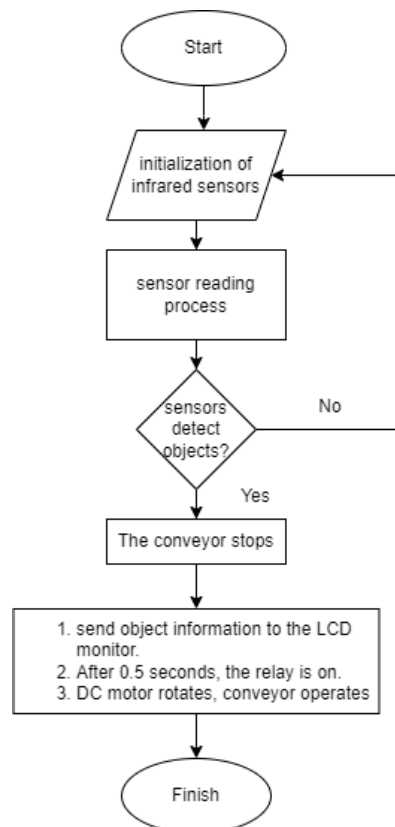 Start
initialization of
infrared sensors
sensor reading
process
sensors
detect
objects?
No
Yes
The conveyor stops
1. send object information to the LCD
monitor.
2. After 0.5 seconds, the relay is on.
3. DC motor rotates, conveyor operates
Finish